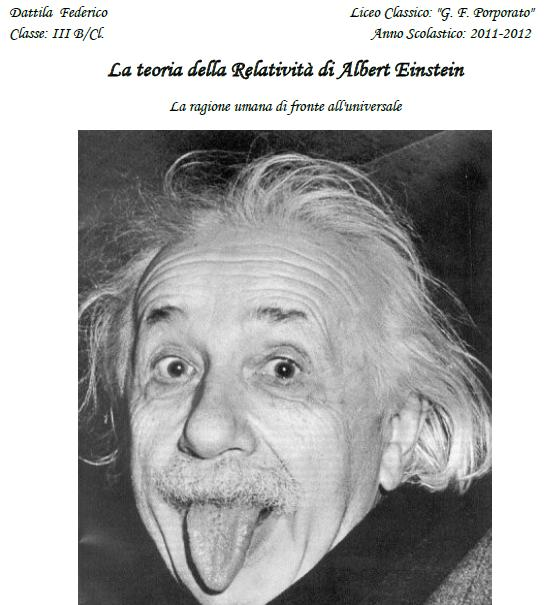 Dattila Federico
Classe: III B/Cl.
Liceo Classico: "G. F. Porporato"
Anno Scolastico: 2011-2012
La teoria della Relatività di Albert Einstein
La ragione umana di fronte all'universale